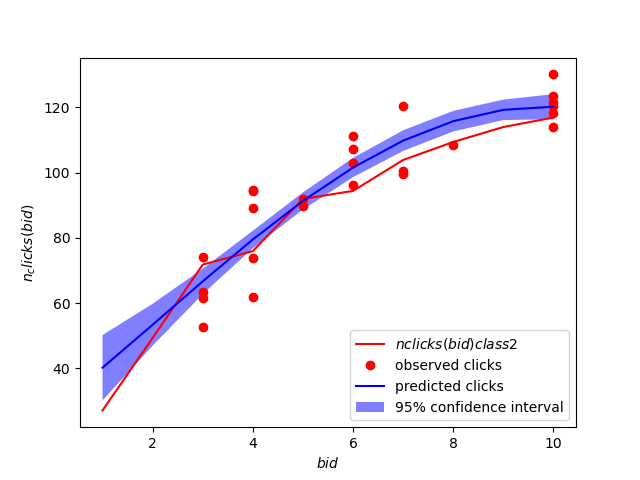 120
100
80
60
40
n_clicks(bid)
nclicks(bid)class2
observed clicks
predicted clicks
95% confidence interval
2 4 6 8 10
bid